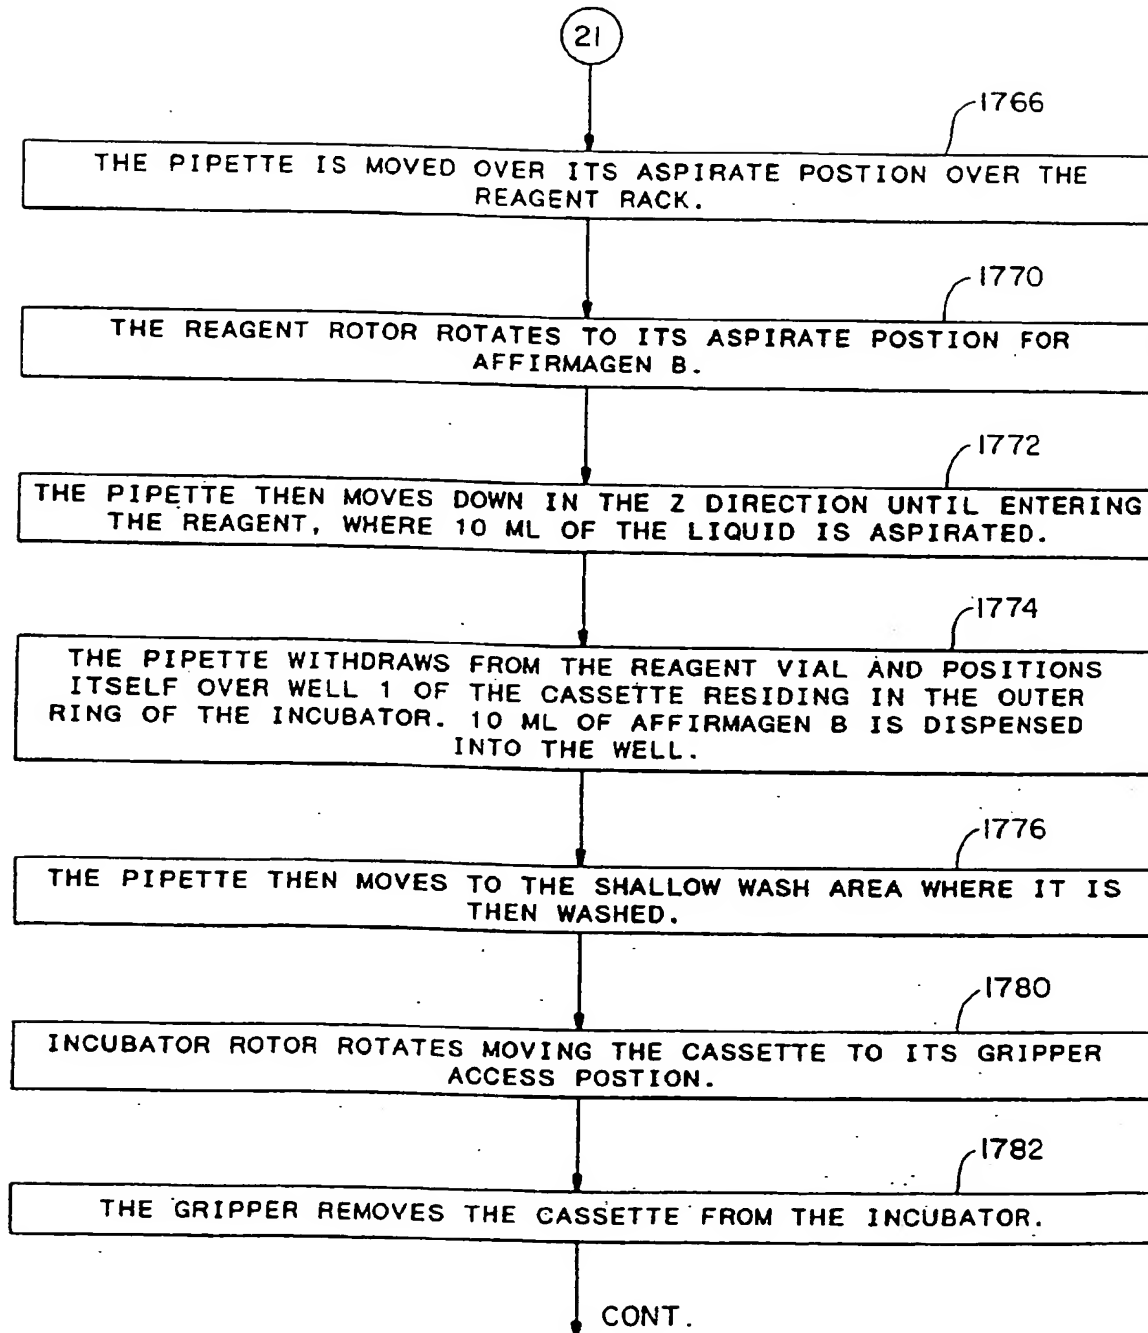 21
1766
THE PIPETTE IS MOVED OVER ITS ASPIRATE POSTION OVER THE
REAGENT RACK.
1770
THE REAGENT ROTOR ROTATES TO ITS ASPIRATE POSTION FOR
AFFIRMAGEN B.
1772
THE PIPETTE THEN MOVES DOWN IN THE Z DIRECTION UNTIL ENTERING
THE REAGENT, WHERE 10 ML OF THE LIQUID IS ASPIRATED.
1774
THE PIPETTE WITHDRAWS FROM THE REAGENT VIAL AND POSITIONS
ITSELF OVER WELL 1 OF THE CASSETTE RESIDING IN THE OUTER
RING OF THE INCUBATOR. 10 ML OF AFFIRMAGEN B IS DISPENSED
INTO THE WELL.
1776
THE PIPETTE THEN MOVES TO THE SHALLOW WASH AREA WHERE IT IS
THEN WASHED.
1780
INCUBATOR ROTOR ROTATES MOVING THE CASSETTE TO ITS GRIPPER
ACCESS POSTION.
1782
THE GRIPPER REMOVES THE CASSETTE FROM THE INCUBATOR.
CONT.